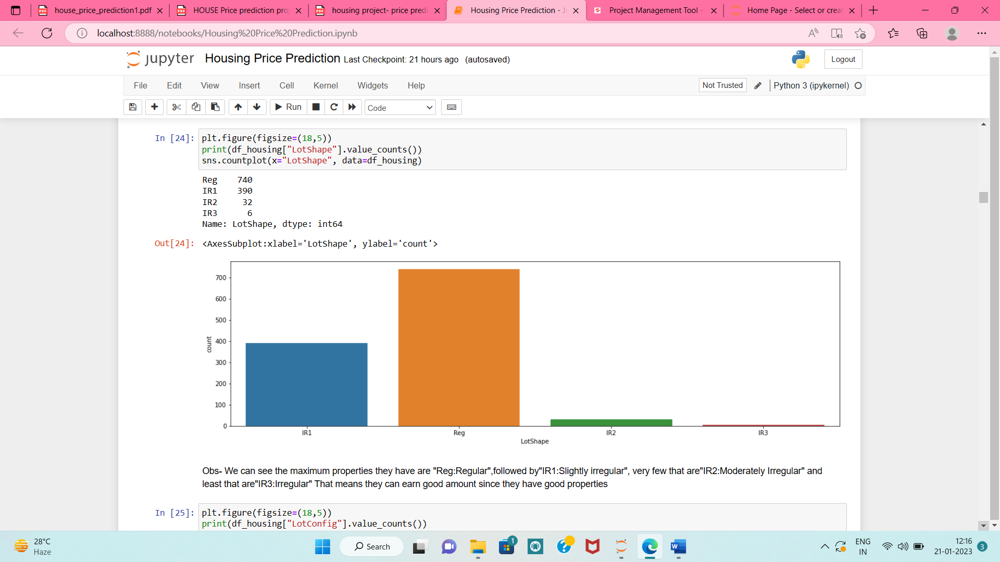 house_price_prediction1.pdf
HOUSE Price prediction pro
housing project- price predi
Housing Price Prediction - J
Project Management Tool -
Home Page - Select or crea
localhost:8888/notebooks/Housing%20Price%20Prediction.ipynb
jupyter Housing Price Prediction Last Checkpoint: 21 hours ago (autosaved)
Logout
File Edit View Insert Cell Kernel Widgets Help
Not Trusted
Python 3 (ipykernel)
Run
Code
In [24]: plt.figure(figsize=(18,5))
print(df_housing["LotShape"].value_counts())
sns.countplot(x="LotShape", data=df_housing)
Reg 740
IR1 390
IR2 32
IR3 6
Name: LotShape, dtype: int64
Out[24]: <AxesSubplot:xlabel='LotShape', ylabel='count'>
700
600
500
400
300
200
100
0
count
IR1 Reg IR2 IR3
LotShape
Obs- We can see the maximum properties they have are "Reg:Regular",followed by"IR1:Slightly irregular", very few that are"IR2:Moderately Irregular" and
least that are"IR3:Irregular" That means they can earn good amount since they have good properties
In [25]: plt.figure(figsize=(18,5))
print(df_housing["LotConfig"].value_counts())
28°C
Haze
Search
1
ENG
IN
12:16
21-01-2023
3